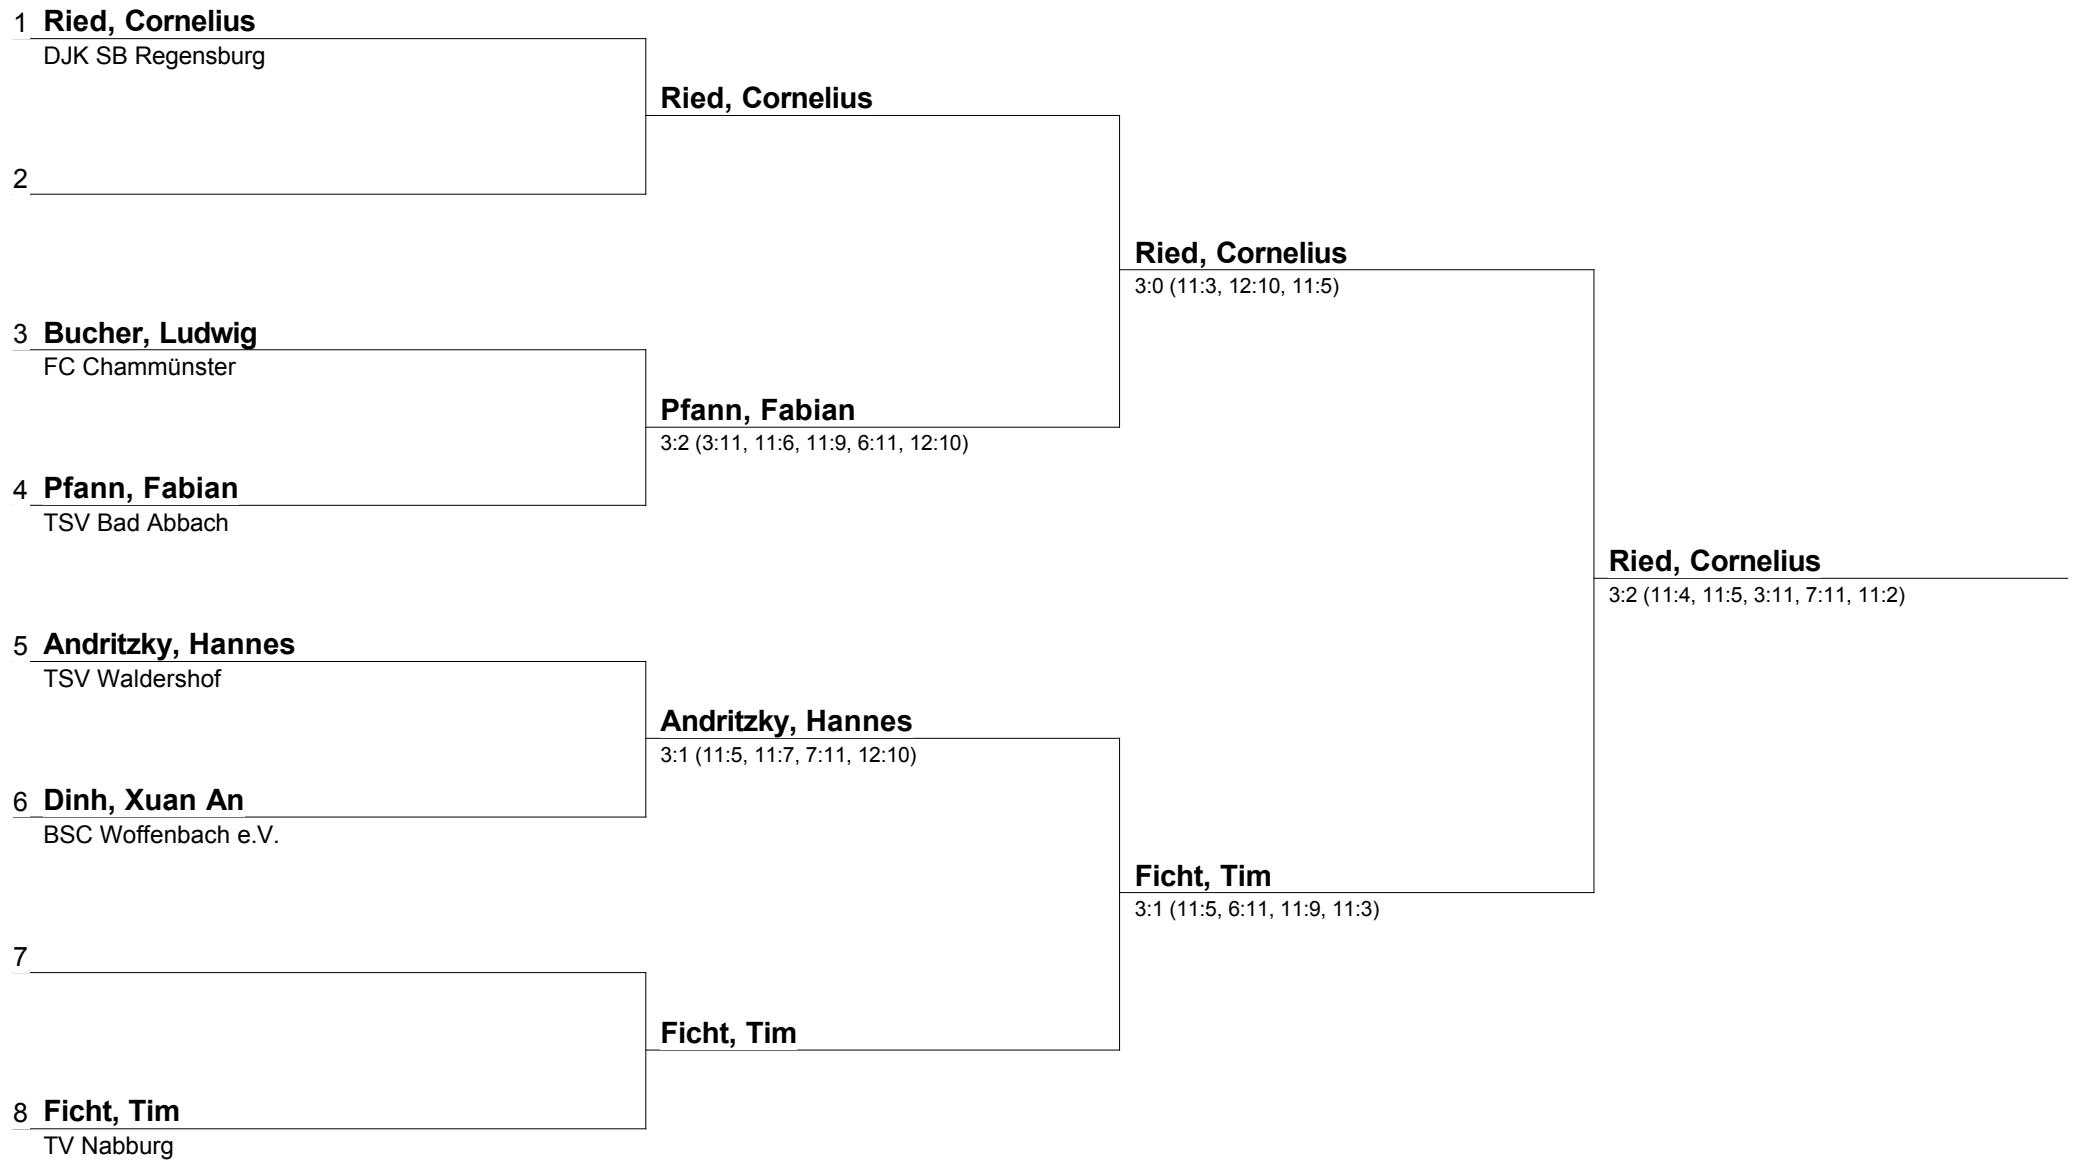 1 Ried, Cornelius
DJK SB Regensburg
Ried, Cornelius
2
Ried, Cornelius
3:0 (11:3, 12:10, 11:5)
3 Bucher, Ludwig
FC Chammünster
Pfann, Fabian
3:2 (3:11, 11:6, 11:9, 6:11, 12:10)
4 Pfann, Fabian
TSV Bad Abbach
Ried, Cornelius
3:2 (11:4, 11:5, 3:11, 7:11, 11:2)
5 Andritzky, Hannes
TSV Waldershof
Andritzky, Hannes
3:1 (11:5, 11:7, 7:11, 12:10)
6 Dinh, Xuan An
BSC Woffenbach e.V.
Ficht, Tim
3:1 (11:5, 6:11, 11:9, 11:3)
7
Ficht, Tim
8 Ficht, Tim
TV Nabburg